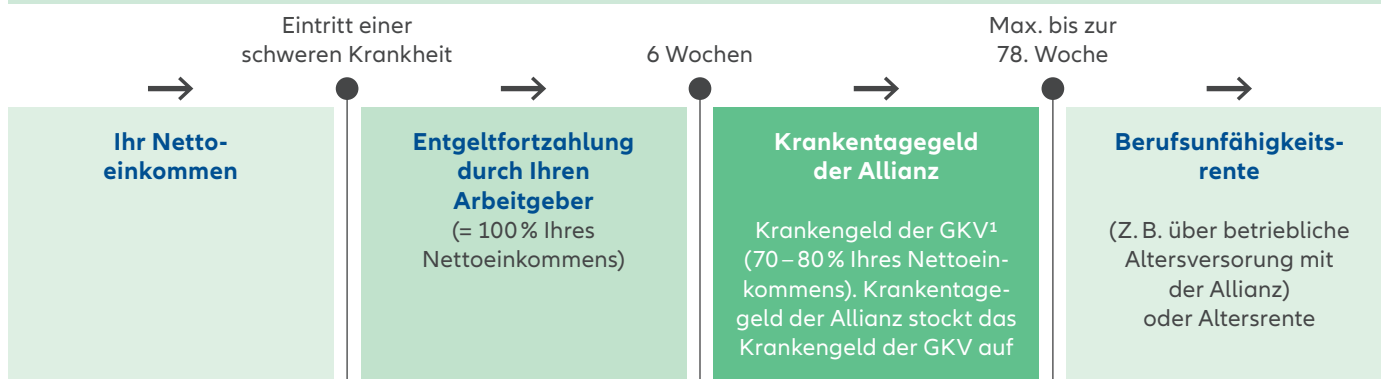 Eintritt einer
schweren Krankheit
6 Wochen
Max. bis zur
78. Woche
Ihr Netto-
einkommen
Entgeltfortzahlung
durch Ihren
Arbeitgeber
(= 100 % Ihres
Nettoeinkommens)
Krankentagegeld
der Allianz
Krankengeld der GKV¹
(70 – 80 % Ihres Nettoein-
kommens). Krankentage-
geld der Allianz stockt das
Krankengeld der GKV auf
Berufsunfähigkeits-
rente
(Z. B. über betriebliche
Altersversorung mit
der Allianz)
oder Altersrente